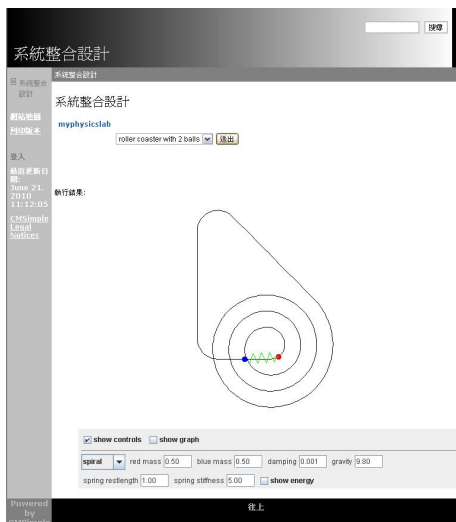 搜尋
系統整合設計
系統整合設計
系統整合
設計
網站地圖
列印版本
登入
最近更新日
期:
June 21,
2010
11:12:05
CMSimple
Legal
Notices
系統整合設計
myphysicslab
roller coaster with 2 balls 送出
執行結果:
show controls show graph
spiral red mass 0.50 blue mass 0.50 damping 0.001 gravity 9.80
spring restlength 1.00 spring stiffness 5.00 show energy
Powered
by
CMSimple
往上